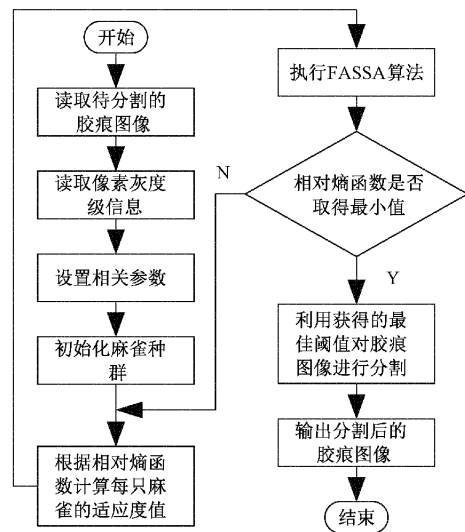 开始
读取待分割的
胶痕图像
读取像素灰度
级信息
设置相关参数
初始化麻雀种
群
根据相对熵函
数计算每只麻
雀的适应度值
执行FASSA算法
相对熵函数是否
取得最小值
N
Y
利用获得的最
佳阈值对胶痕
图像进行分割
输出分割后的
胶痕图像
结束